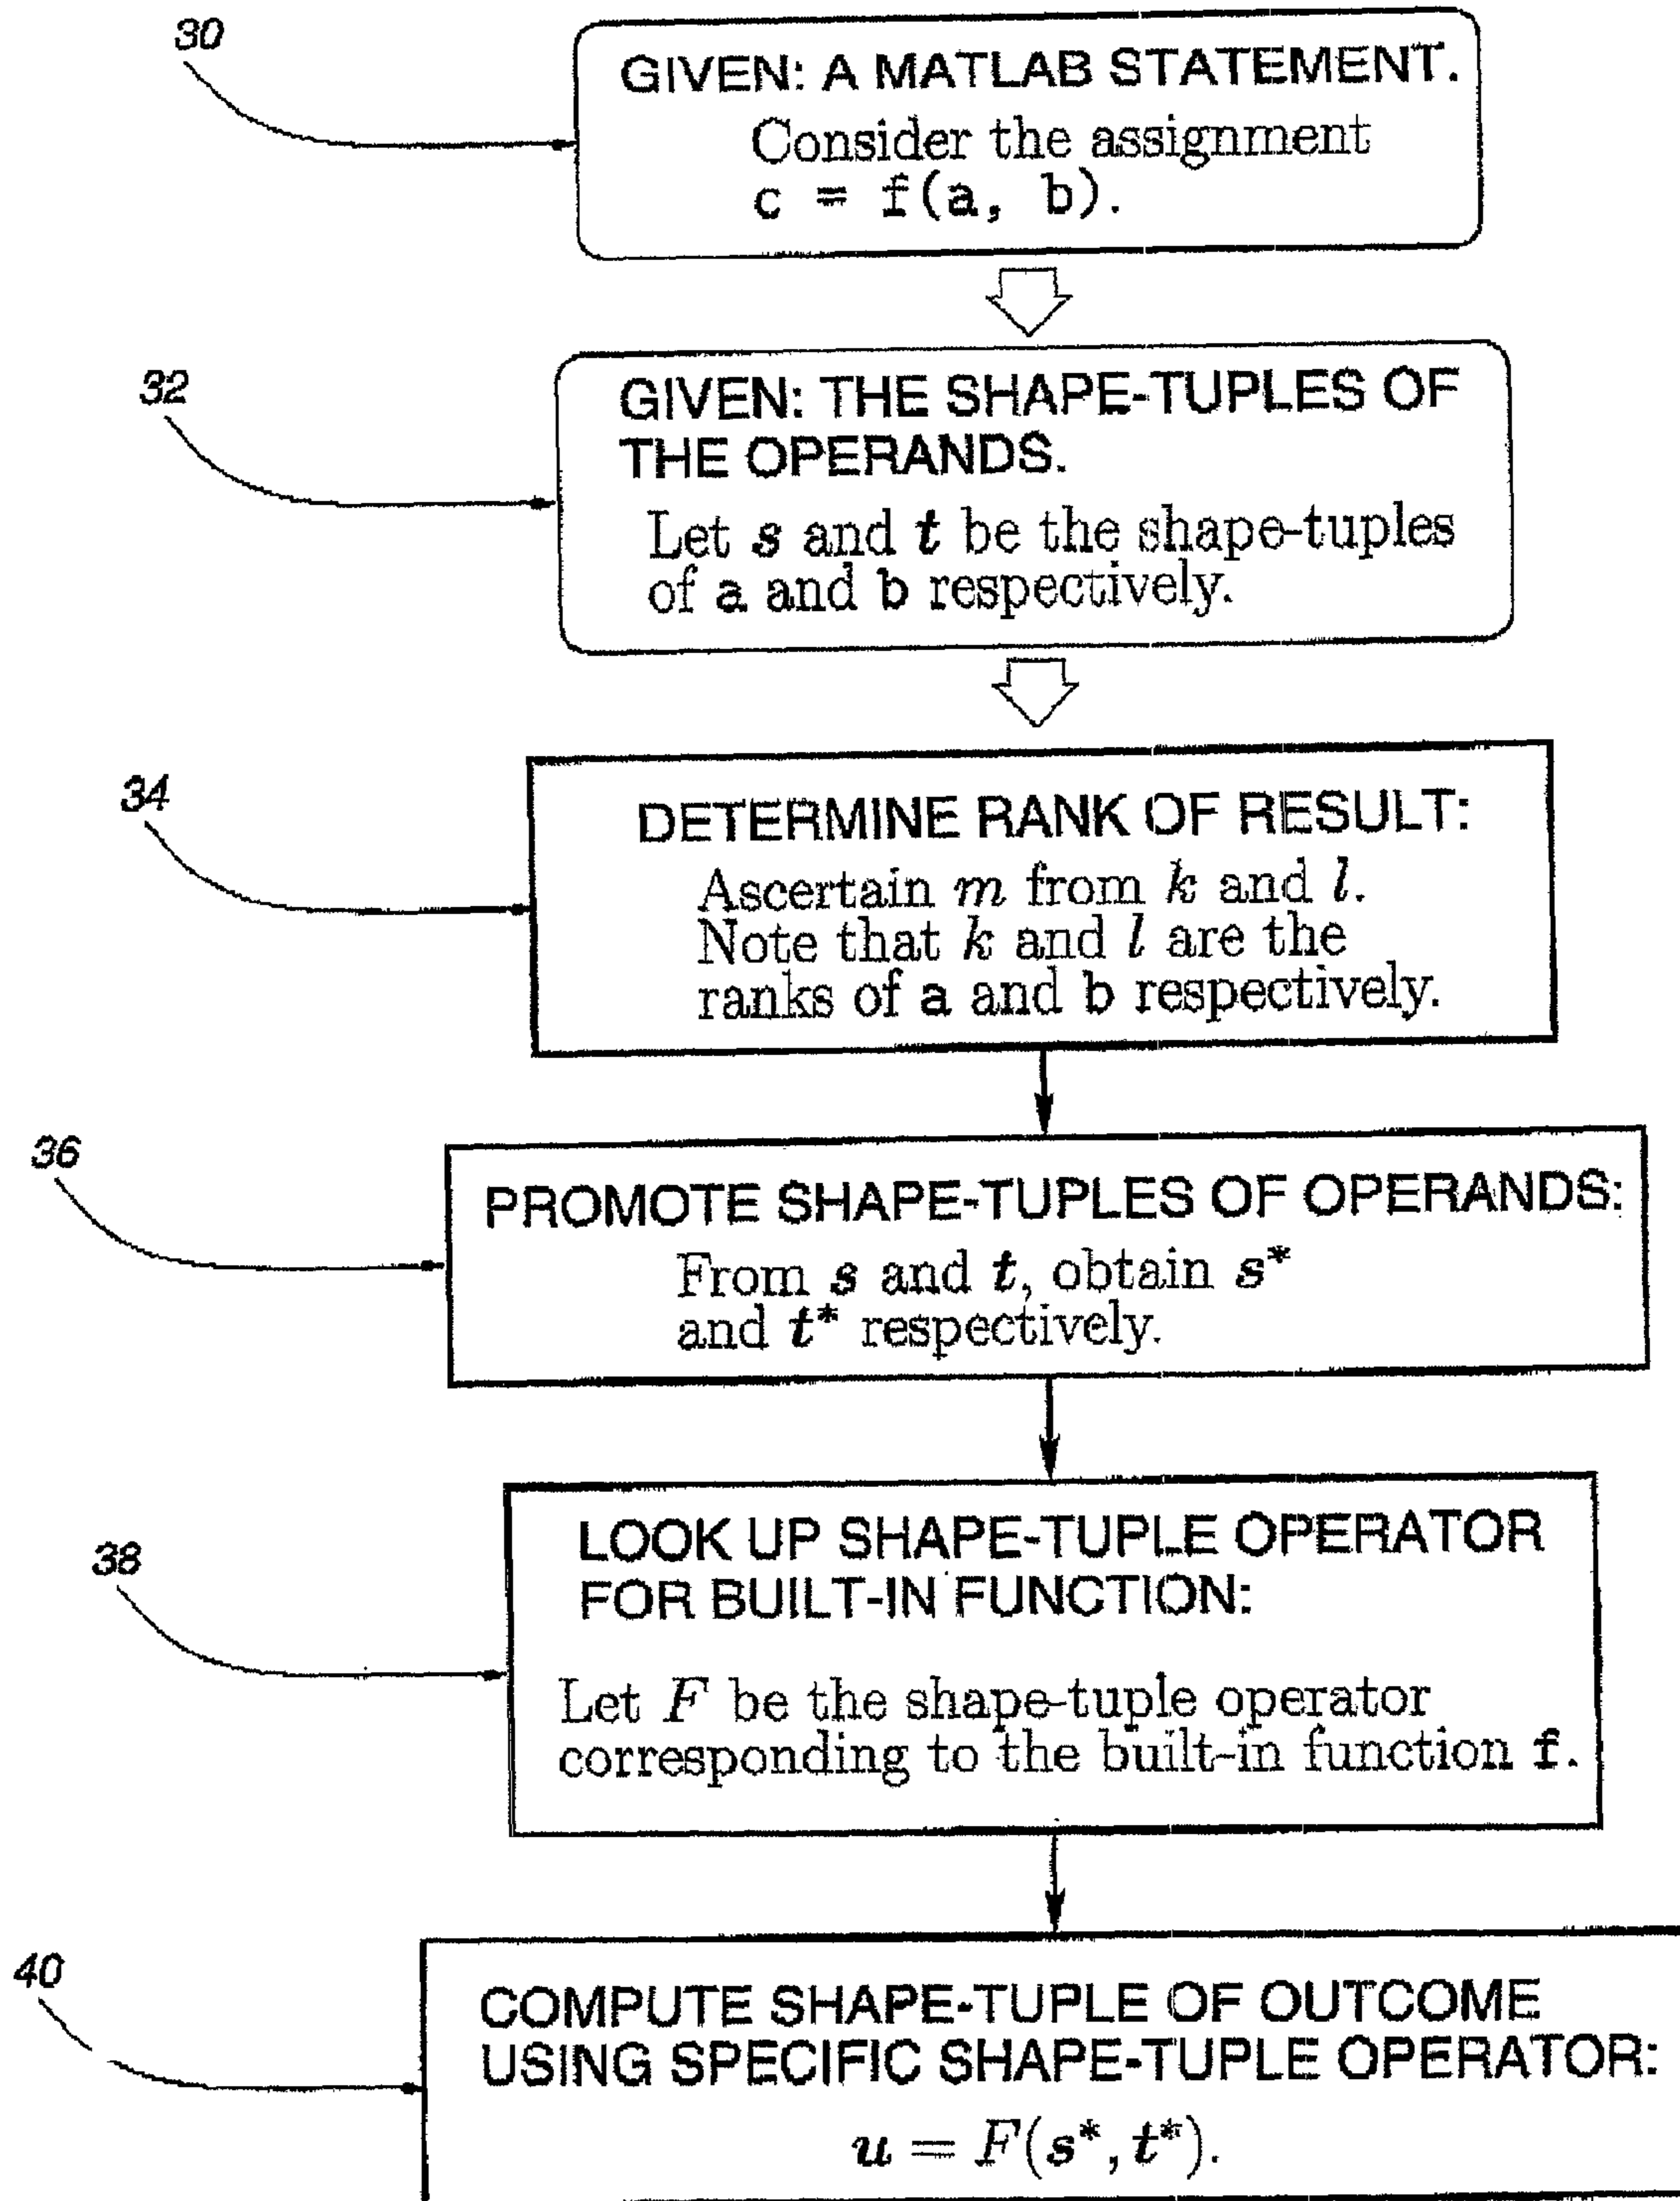 30
GIVEN: A MATLAB STATEMENT.
Consider the assignment
c = f(a, b).
32
GIVEN: THE SHAPE-TUPLES OF
THE OPERANDS.
Let s and t be the shape-tuples
of a and b respectively.
34
DETERMINE RANK OF RESULT:
Ascertain m from k and l.
Note that k and l are the
ranks of a and b respectively.
36
PROMOTE SHAPE-TUPLES OF OPERANDS:
From s and t, obtain s*
and t* respectively.
38
LOOK UP SHAPE-TUPLE OPERATOR
FOR BUILT-IN FUNCTION:
Let F be the shape-tuple operator
corresponding to the built-in function f.
40
COMPUTE SHAPE-TUPLE OF OUTCOME
USING SPECIFIC SHAPE-TUPLE OPERATOR:
u = F(s*, t*).